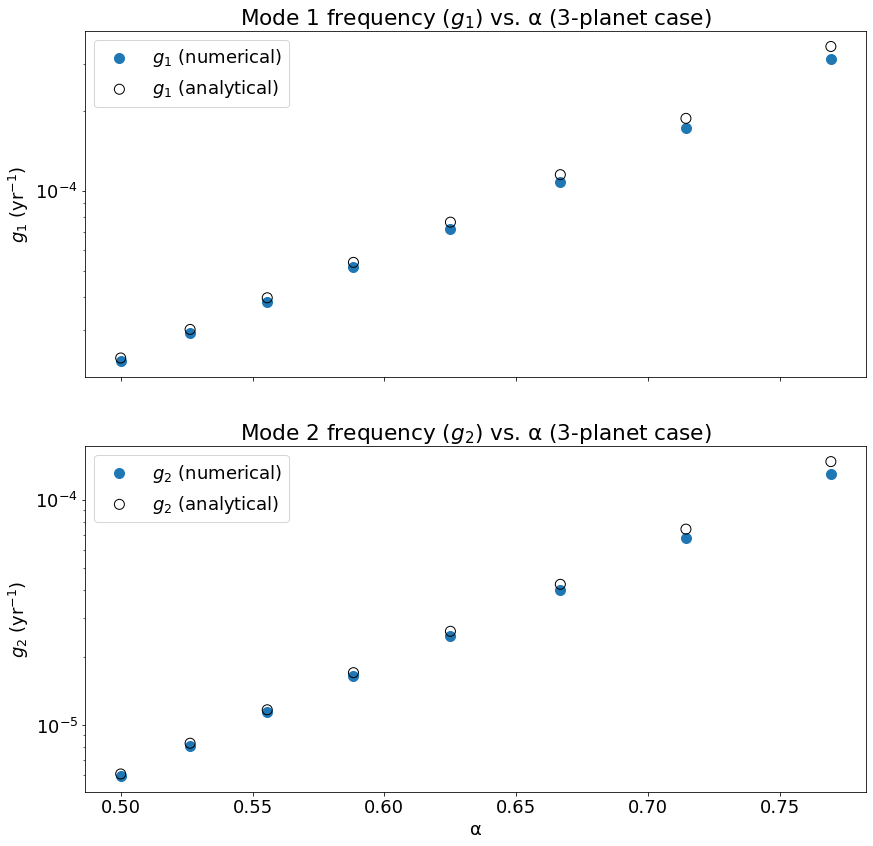 Mode 1 frequency (g₁) vs. α (3-planet case)
g₁ (numerical)
g₁ (analytical)
g₁ (yr⁻¹)
10⁻⁴
Mode 2 frequency (g₂) vs. α (3-planet case)
g₂ (numerical)
g₂ (analytical)
g₂ (yr⁻¹)
10⁻⁴
10⁻⁵
0.50 0.55 0.60 0.65 0.70 0.75
α